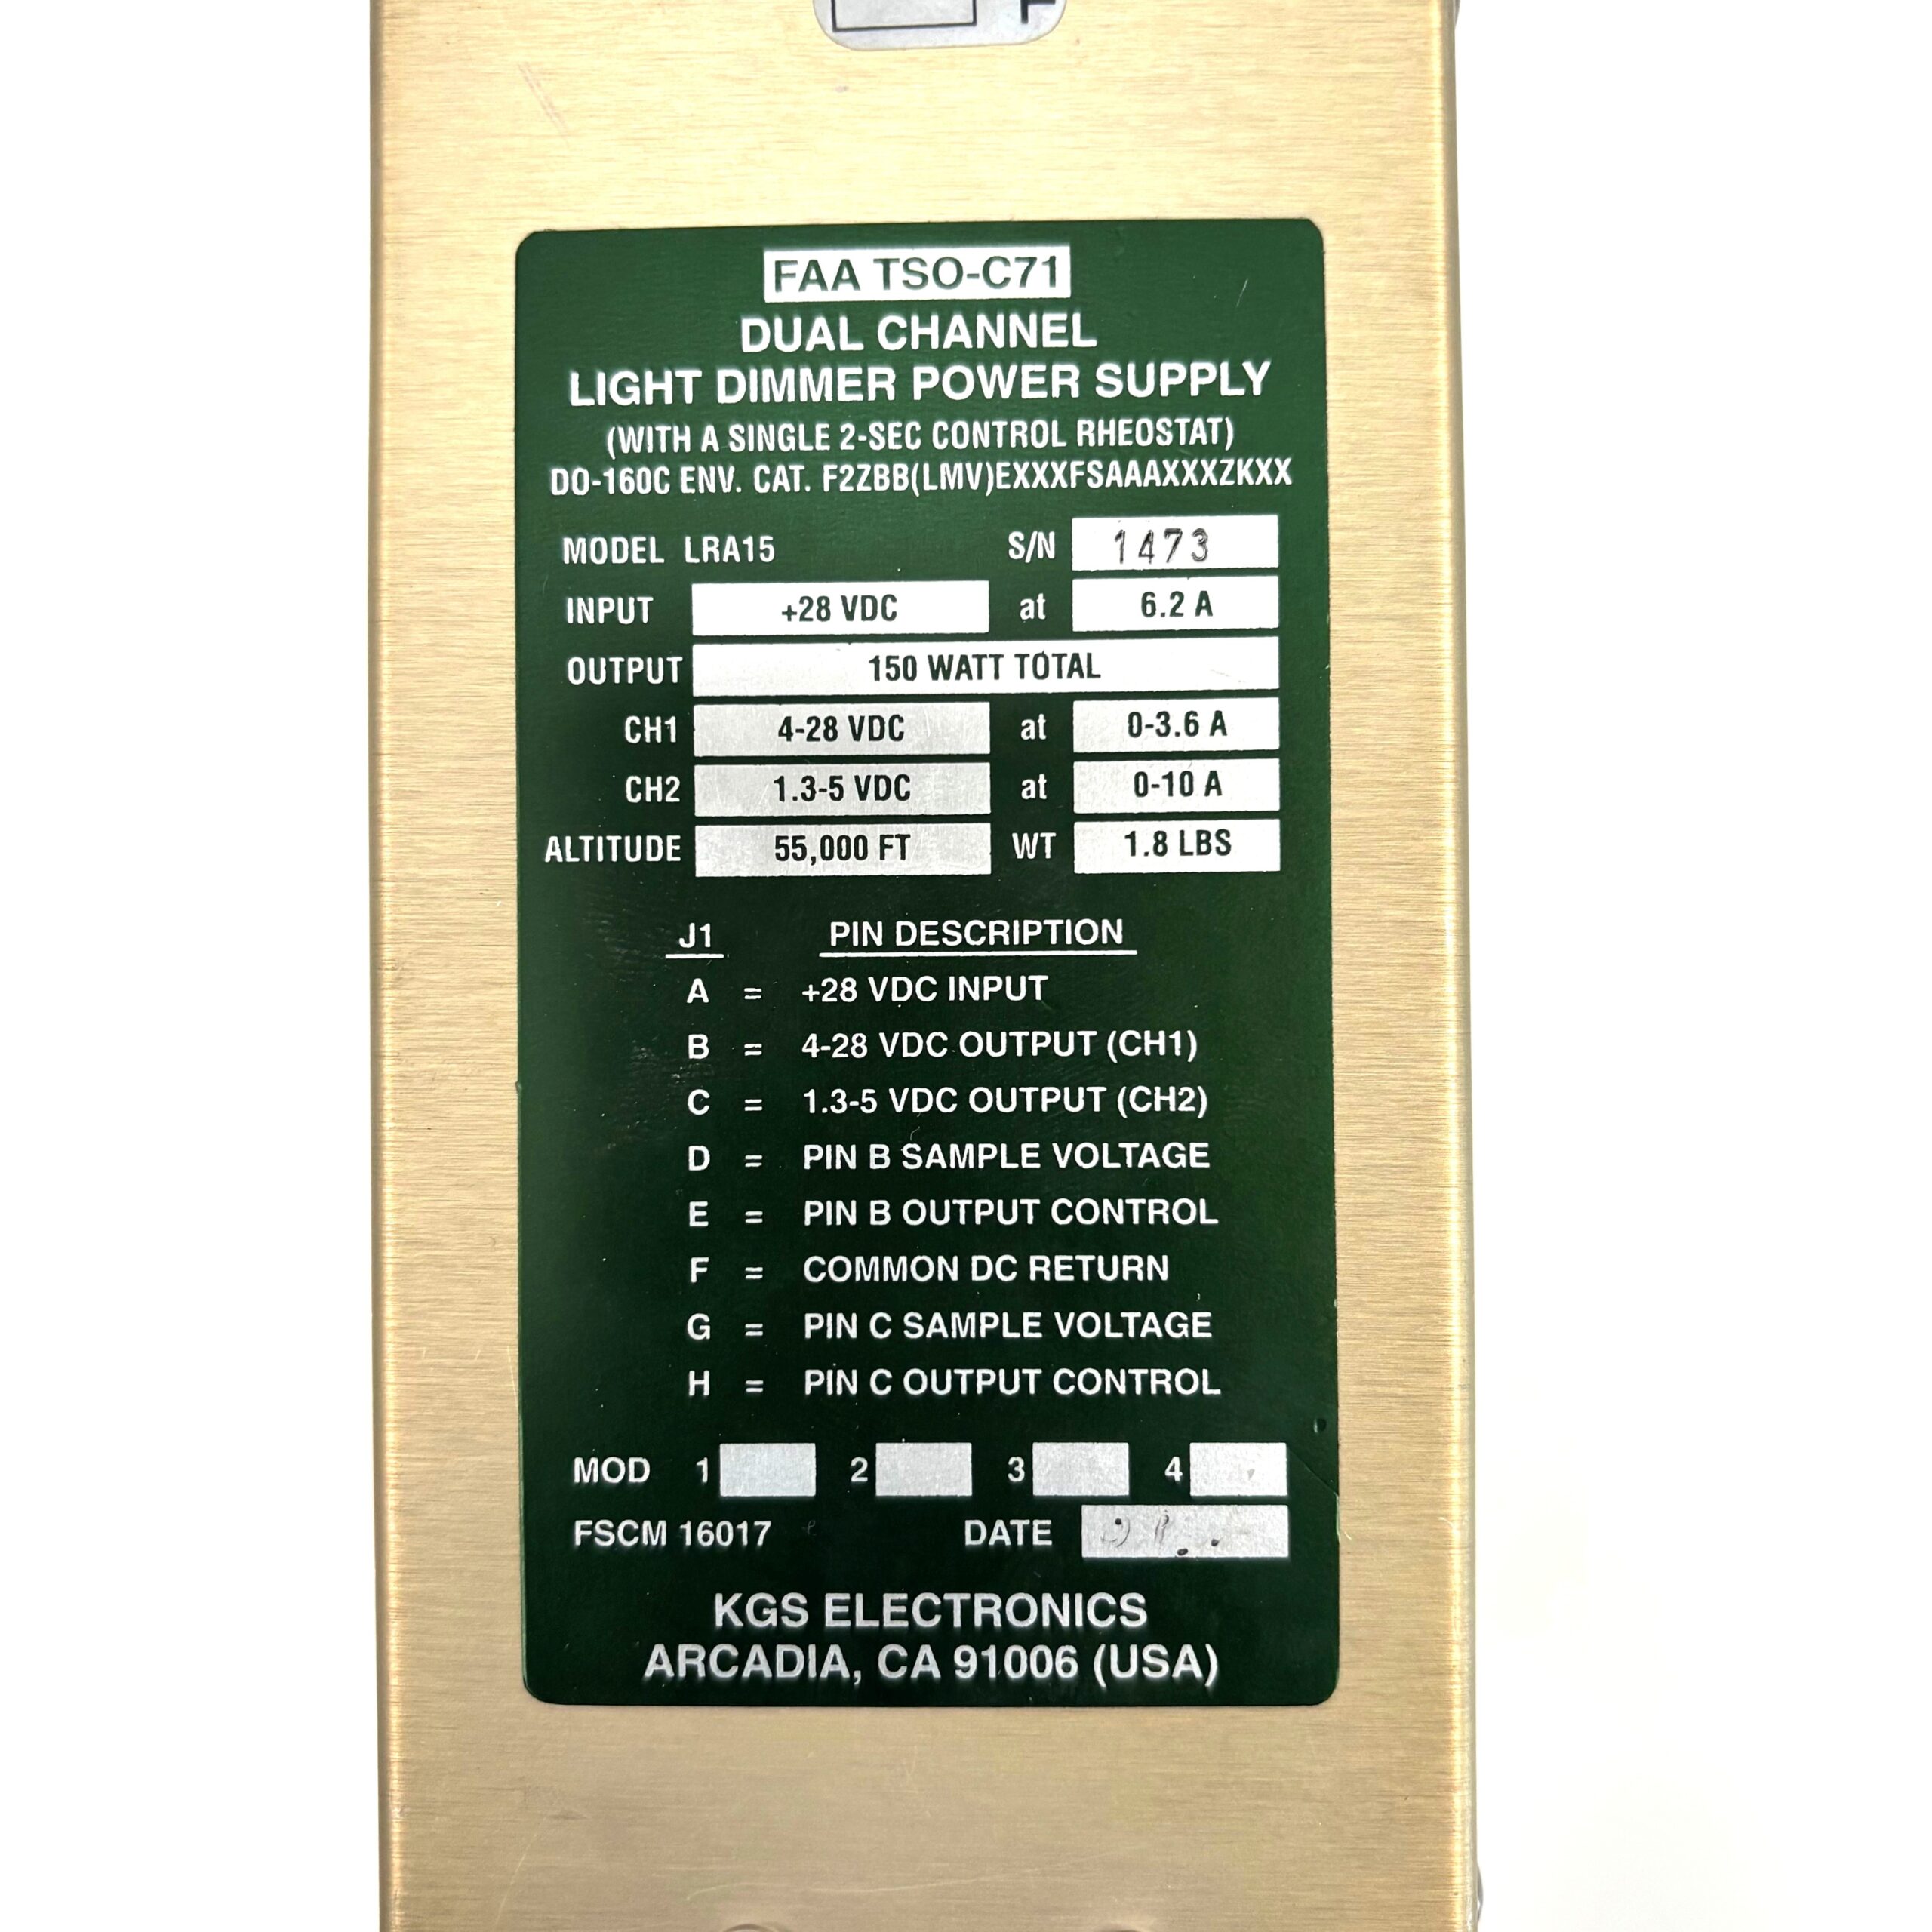 FAA TSO-C71
DUAL CHANNEL
LIGHT DIMMER POWER SUPPLY
(WITH A SINGLE 2-SEC CONTROL RHEOSTAT)
DO-160C ENV. CAT. F2ZBB(LMV)EXXXFSAAAXXXZKXX
MODEL LRA15 S/N 1473
INPUT +28 VDC at 6.2 A
OUTPUT 150 WATT TOTAL
CH1 4-28 VDC at 0-3.6 A
CH2 1.3-5 VDC at 0-10 A
ALTITUDE 55,000 FT WT 1.8 LBS
J1 PIN DESCRIPTION
A = +28 VDC INPUT
B = 4-28 VDC OUTPUT (CH1)
C = 1.3-5 VDC OUTPUT (CH2)
D = PIN B SAMPLE VOLTAGE
E = PIN B OUTPUT CONTROL
F = COMMON DC RETURN
G = PIN C SAMPLE VOLTAGE
H = PIN C OUTPUT CONTROL
MOD 1 2 3 4
FSCM 16017 DATE
KGS ELECTRONICS
ARCADIA, CA 91006 (USA)